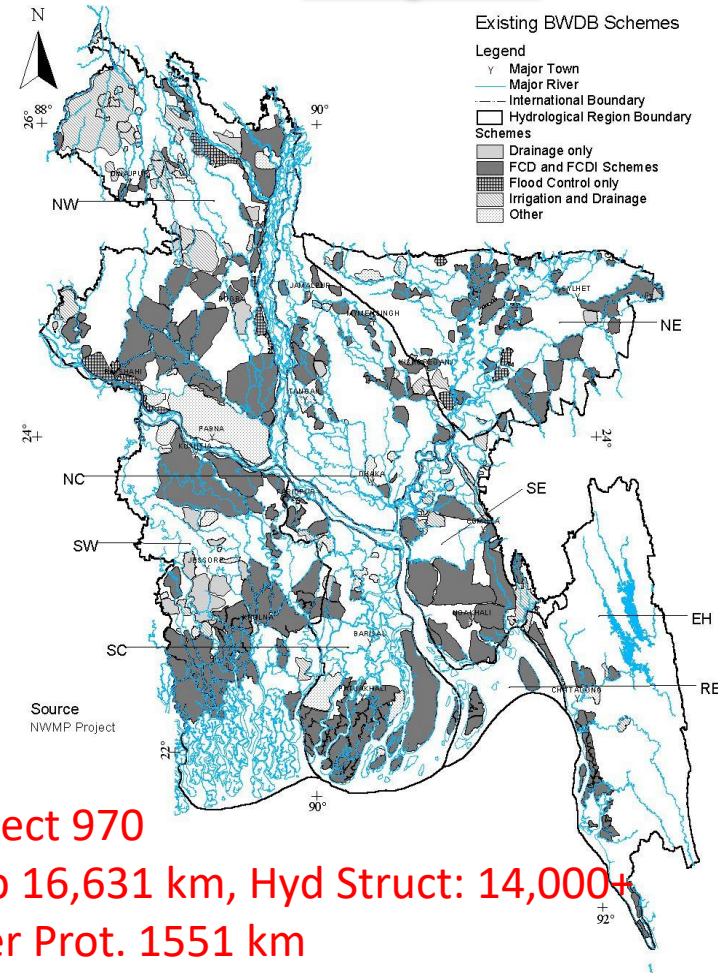 N
Existing BWDB Schemes
Legend
Y Major Town
Major River
International Boundary
Hydrological Region Boundary
Schemes
Drainage only
FCD and FCDI Schemes
Flood Control only
Irrigation and Drainage
Other
26° 88°
90°
NW
DINAJPUR
BOGRA
JAMALPUR
SYLHET
NE
TANGAIL
24°
PABNA
24°
NC
DHAKA
SE
SW
JESSORE
NOAKHALI
KHULNA
EH
SC
BARISAL
RE
CHITTAGONG
PATUAKHALI
Source
NWMP Project
22°
90°
ect 970
16,631 km, Hyd Struct: 14,000+
er Prot. 1551 km
92°